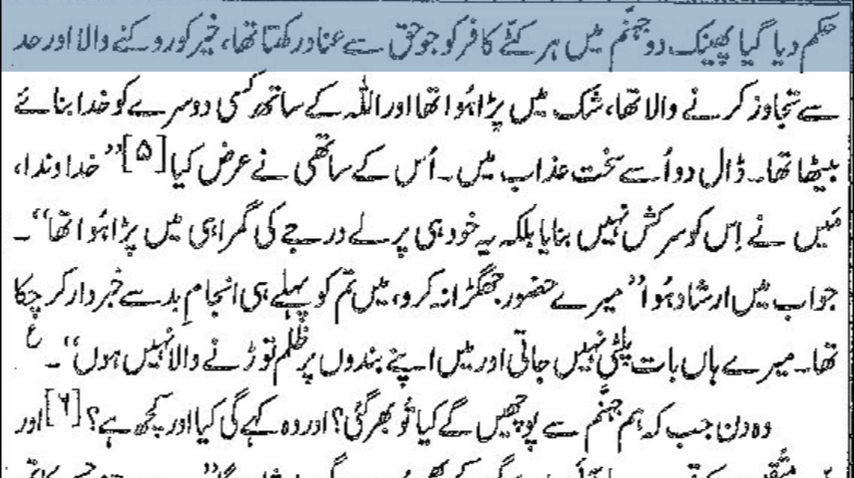 حکم دیا گیا پھینک دو جہنّم میں ہر کٹّے کافر کو جو حق سے عناد رکھتا تھا، خیر کو روکنے والا اور حد
سے تجاوز کرنے والا تھا، شک میں پڑا ہُوا تھا اور اللہ کے ساتھ کسی دوسرے کو خدا بنائے
بیٹھا تھا۔ ڈال دو اُسے سخت عذاب میں۔ اُس کے ساتھی نے عرض کیا[۵] ”خداوندا،
مَیں نے اِس کو سرکش نہیں بنایا بلکہ یہ خود ہی پرلے درجے کی گمراہی میں پڑا ہُوا تھا“۔
جواب میں ارشاد ہُوا ”میرے حضور جھگڑا نہ کرو، میں تم کو پہلے ہی انجامِ بد سے خبردار کر چکا
تھا۔ میرے ہاں بات پلٹی نہیں جاتی اور میں اپنے بندوں پر ظلم توڑنے والا نہیں ہوں“۔ ع
وہ دن جب کہ ہم جہنّم سے پوچھیں گے کیا تُو بھر گئی؟ اور وہ کہے گی کیا اور کچھ ہے؟[۶] اور